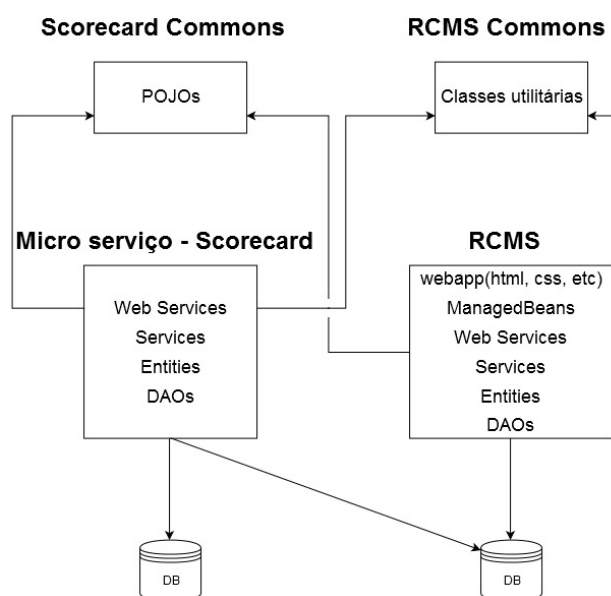 Scorecard Commons
RCMS Commons
POJOs
Classes utilitárias
Micro serviço - Scorecard
RCMS
Web Services
Services
Entities
DAOs
webapp(html, css, etc)
ManagedBeans
Web Services
Services
Entities
DAOs
DB
DB